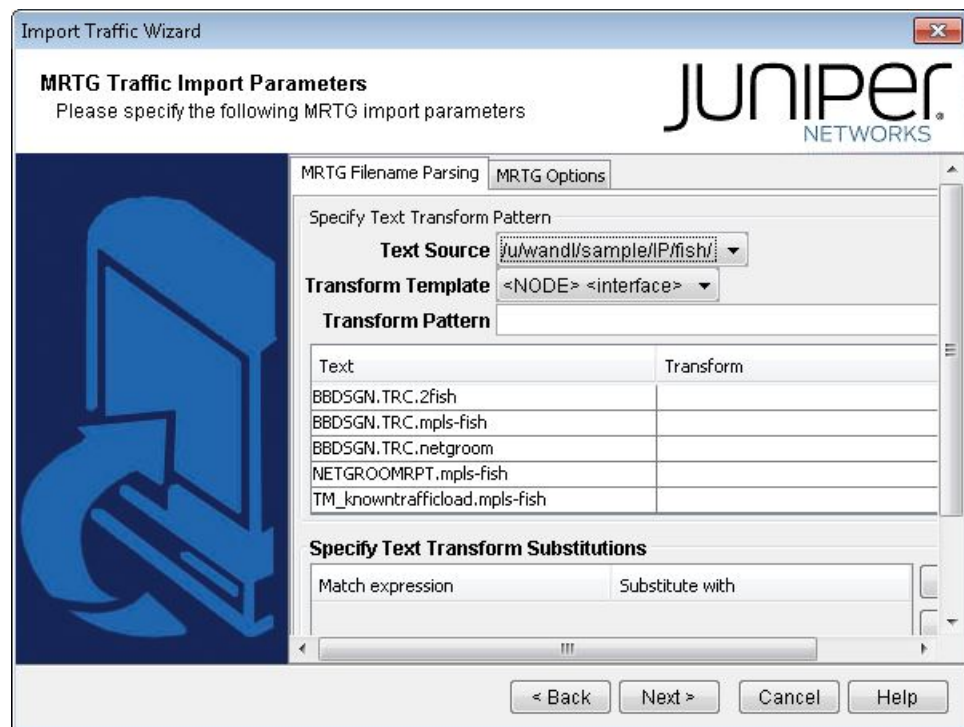 Import Traffic Wizard
MRTG Traffic Import Parameters
Please specify the following MRTG import parameters
JUNIPER
NETWORKS
MRTG Filename Parsing MRTG Options
Specify Text Transform Pattern
Text Source /u/wandl/sample/IP/fish/
Transform Template <NODE> <interface>
Transform Pattern
Text Transform
BBDSGN.TRC.2fish
BBDSGN.TRC.mpls-fish
BBDSGN.TRC.netgroom
NETGROOMRPT.mpls-fish
TM_knowntrafficload.mpls-fish
Specify Text Transform Substitutions
Match expression Substitute with
< Back Next > Cancel Help